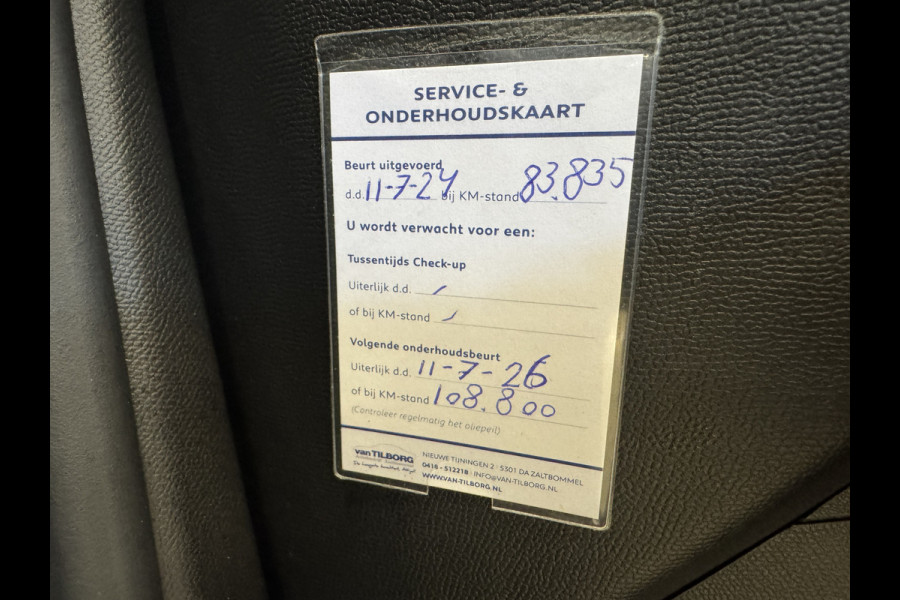 SERVICE- &
ONDERHOUDSKAART
Beurt uitgevoerd
d.d. 11-7-24 bij KM-stand 83.835
U wordt verwacht voor een:
Tussentijds Check-up
Uiterlijk d.d. /
of bij KM-stand /
Volgende onderhoudsbeurt
Uiterlijk d.d. 11-7-26
of bij KM-stand 108.800
(Controleer regelmatig het oliepeil)
van TILBORG
NIEUWE TIJNINGEN 2 · 5301 DA ZALTBOMMEL
0418 - 512218 · INFO@VAN-TILBORG.NL
WWW.VAN-TILBORG.NL